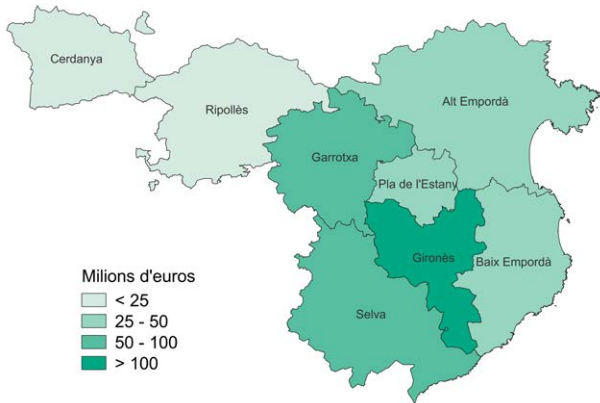 Cerdanya
Ripollès
Alt Empordà
Garrotxa
Pla de l'Estany
Gironès
Baix Empordà
Selva
Milions d'euros
< 25
25 - 50
50 - 100
> 100